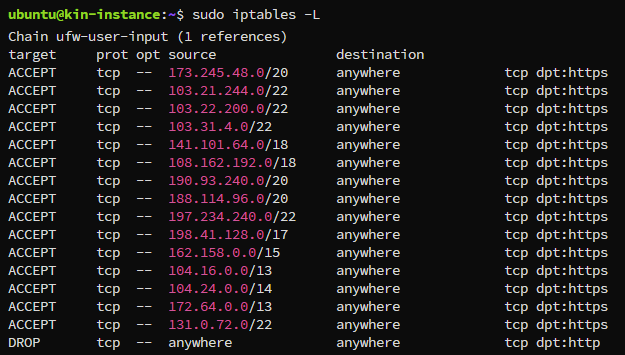 ubuntu@kin-instance:~$ sudo iptables -L
Chain ufw-user-input (1 references)
target     prot opt source               destination
ACCEPT     tcp  --  173.245.48.0/20      anywhere             tcp dpt:https
ACCEPT     tcp  --  103.21.244.0/22      anywhere             tcp dpt:https
ACCEPT     tcp  --  103.22.200.0/22      anywhere             tcp dpt:https
ACCEPT     tcp  --  103.31.4.0/22        anywhere             tcp dpt:https
ACCEPT     tcp  --  141.101.64.0/18      anywhere             tcp dpt:https
ACCEPT     tcp  --  108.162.192.0/18     anywhere             tcp dpt:https
ACCEPT     tcp  --  190.93.240.0/20      anywhere             tcp dpt:https
ACCEPT     tcp  --  188.114.96.0/20      anywhere             tcp dpt:https
ACCEPT     tcp  --  197.234.240.0/22     anywhere             tcp dpt:https
ACCEPT     tcp  --  198.41.128.0/17      anywhere             tcp dpt:https
ACCEPT     tcp  --  162.158.0.0/15       anywhere             tcp dpt:https
ACCEPT     tcp  --  104.16.0.0/13        anywhere             tcp dpt:https
ACCEPT     tcp  --  104.24.0.0/14        anywhere             tcp dpt:https
ACCEPT     tcp  --  172.64.0.0/13        anywhere             tcp dpt:https
ACCEPT     tcp  --  131.0.72.0/22        anywhere             tcp dpt:https
DROP       tcp  --  anywhere             anywhere             tcp dpt:http